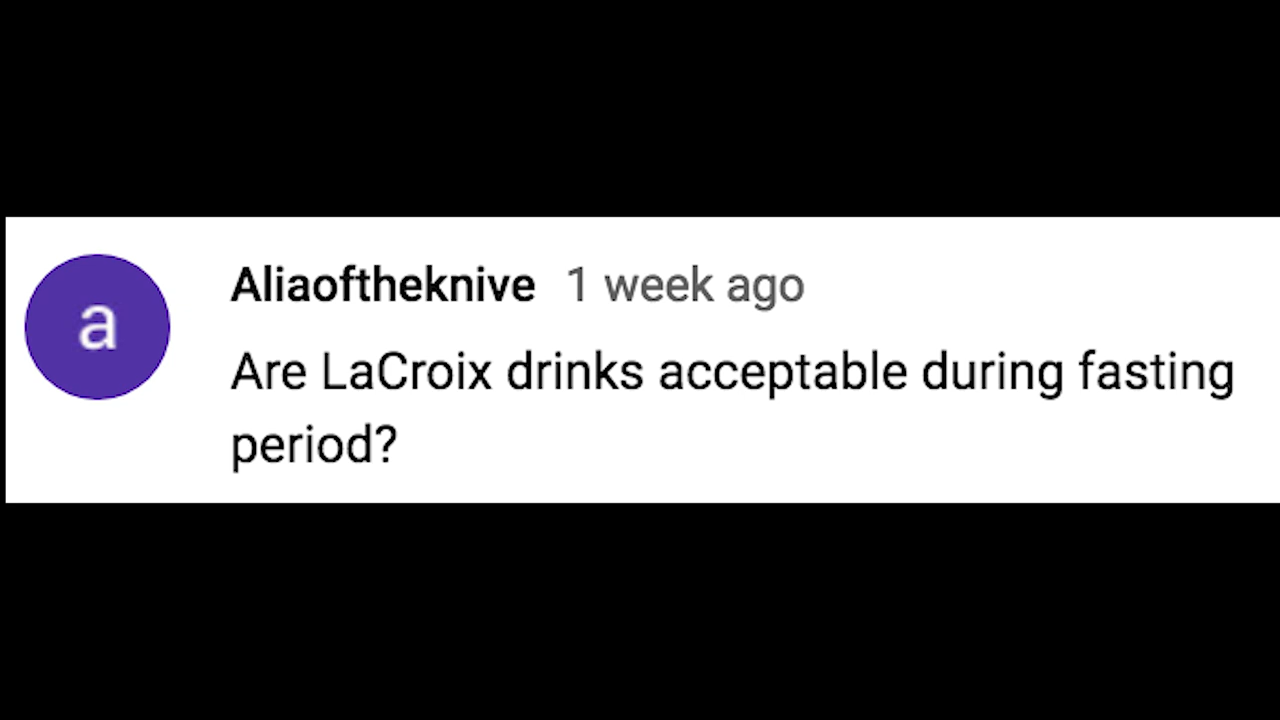 a
Aliaoftheknive 1 week ago
Are LaCroix drinks acceptable during fasting
period?